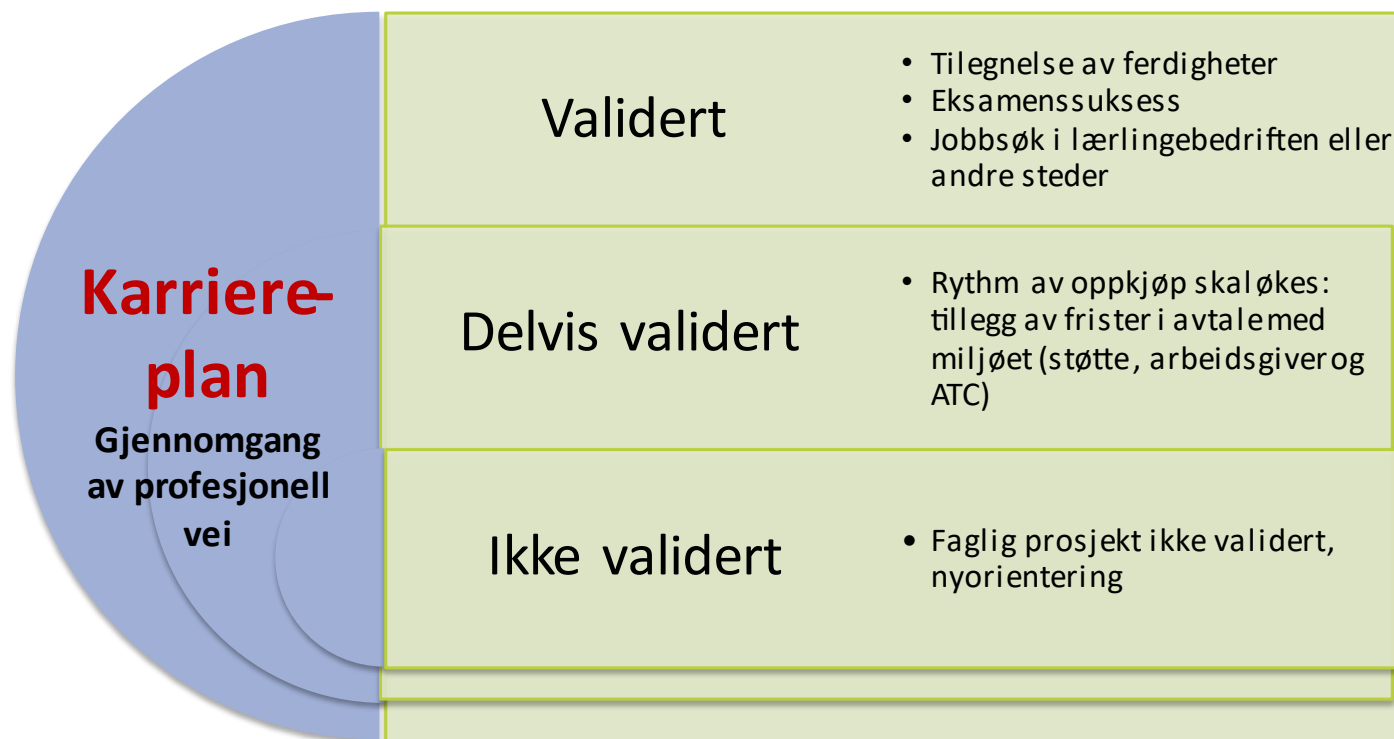 Karriere-
plan
Gjennomgang
av profesjonell
vei
Validert
• Tilegnelse av ferdigheter
• Eksamenssuksess
• Jobbsøk i lærlingebedriften eller
andre steder
Delvis validert
• Rythm av oppkjøp skal økes:
tillegg av frister i avtale med
miljøet (støtte, arbeidsgiver og
ATC)
Ikke validert
• Faglig prosjekt ikke validert,
nyorientering